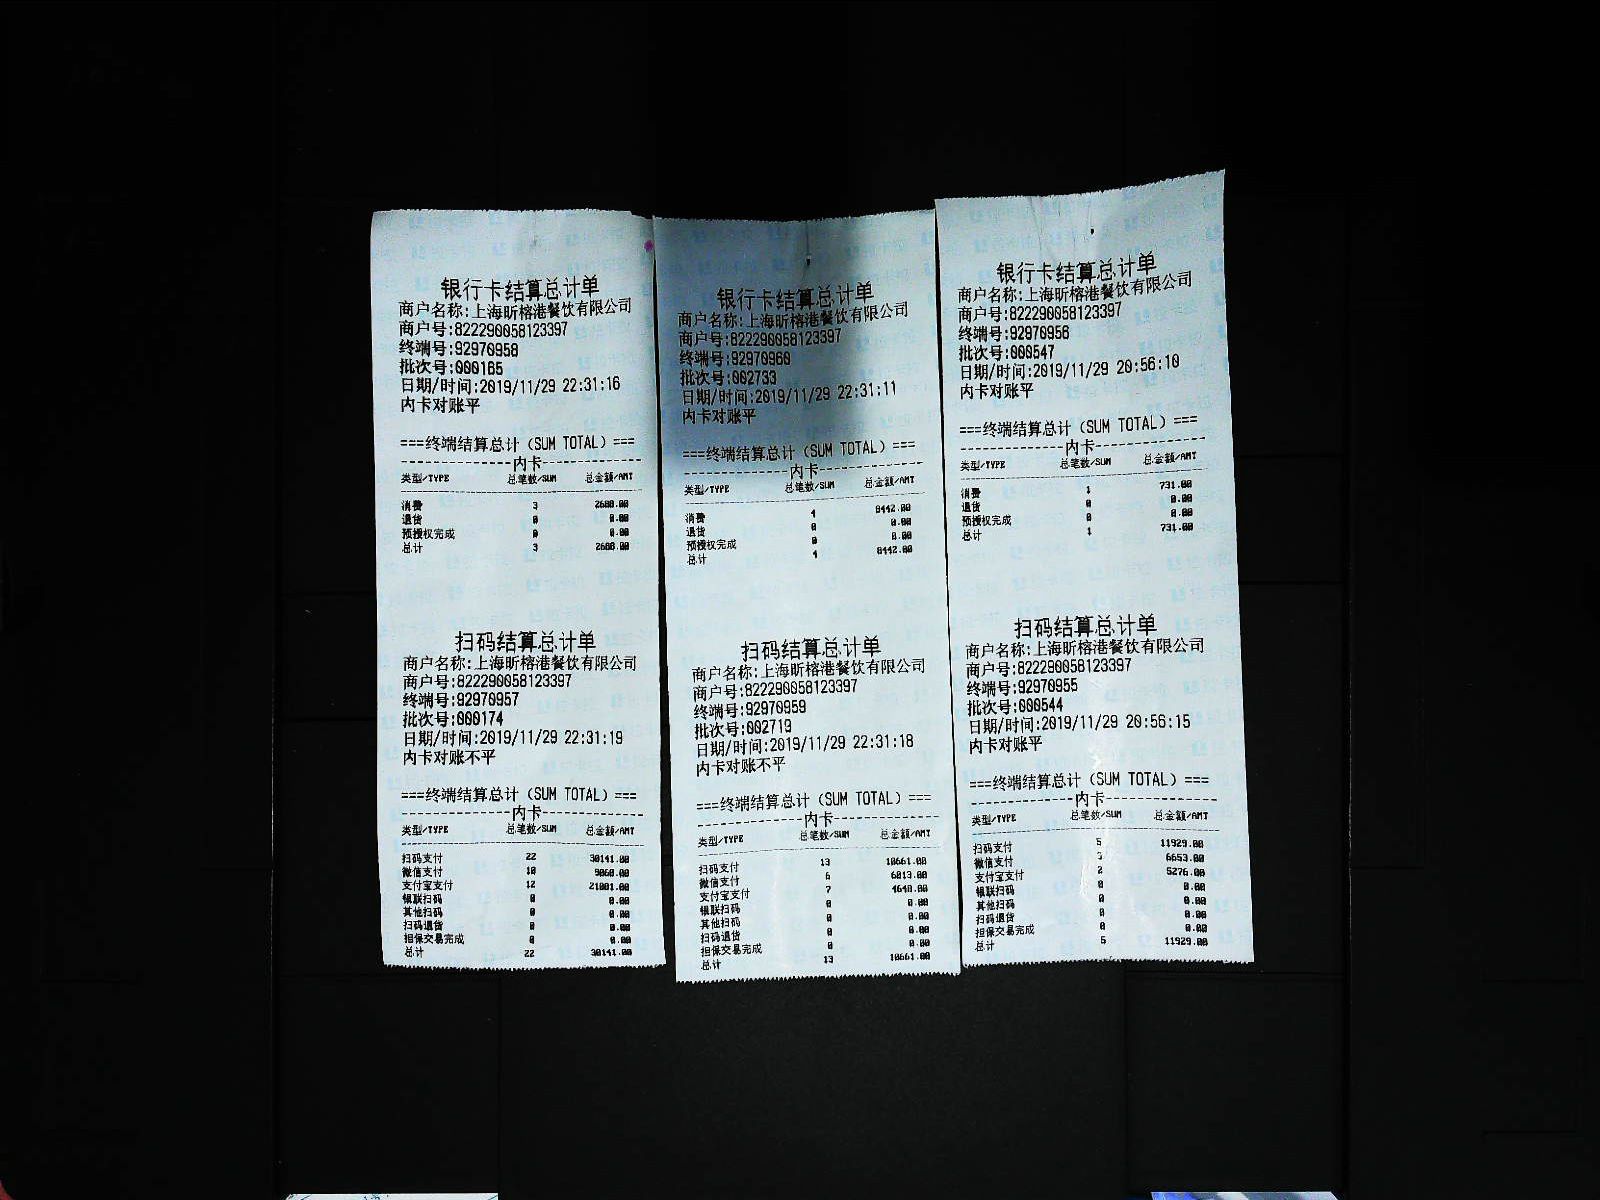 银行卡结算总计单
商户名称:上海昕榕港餐饮有限公司
商户号:822290058123397
终端号:92970958
批次号:000165
日期/时间:2019/11/29 22:31:16
内卡对账平
===终端结算总计（SUM TOTAL）===
内卡
类型/TYPE 总笔数/SUM 总金额/AMT
消费 3
退货 0 0.00
预授权完成 0 0.00
总计 3
扫码结算总计单
商户名称:上海昕榕港餐饮有限公司
商户号:822290058123397
终端号:92970957
批次号:000174
日期/时间:2019/11/29 22:31:19
内卡对账不平
===终端结算总计（SUM TOTAL）===
内卡
类型/TYPE 总笔数/SUM 总金额/AMT
扫码支付 22 30141.00
微信支付 10 9060.00
支付宝支付 12 21081.00
银联扫码 0 0.00
其他扫码 0 0.00
扫码退货 0 0.00
担保交易完成 0 0.00
总计 22 30141.00
银行卡结算总计单
商户名称:上海昕榕港餐饮有限公司
商户号:822290058123397
终端号:92970960
批次号:002733
日期/时间:2019/11/29 22:31:11
内卡对账平
===终端结算总计（SUM TOTAL）===
内卡
类型/TYPE 总笔数/SUM 总金额/AMT
消费 4 8442.00
退货 0 0.00
预授权完成 0 0.00
总计 4 8442.00
扫码结算总计单
商户名称:上海昕榕港餐饮有限公司
商户号:822290058123397
终端号:92970959
批次号:002719
日期/时间:2019/11/29 22:31:18
内卡对账不平
===终端结算总计（SUM TOTAL）===
内卡
类型/TYPE 总笔数/SUM 总金额/AMT
扫码支付 13 10661.00
微信支付 6 6013.00
支付宝支付 7 4648.00
银联扫码 0 0.00
其他扫码 0 0.00
扫码退货 0 0.00
担保交易完成 0 0.00
总计 13 10661.00
银行卡结算总计单
商户名称:上海昕榕港餐饮有限公司
商户号:822290058123397
终端号:92970956
批次号:000547
日期/时间:2019/11/29 20:56:10
内卡对账平
===终端结算总计（SUM TOTAL）===
内卡
类型/TYPE 总笔数/SUM 总金额/AMT
消费 1 731.00
退货 0 0.00
预授权完成 0 0.00
总计 1 731.00
扫码结算总计单
商户名称:上海昕榕港餐饮有限公司
商户号:822290058123397
终端号:92970955
批次号:000544
日期/时间:2019/11/29 20:56:15
内卡对账平
===终端结算总计（SUM TOTAL）===
内卡
类型/TYPE 总笔数/SUM 总金额/AMT
扫码支付 5 11929.00
微信支付 3 6653.00
支付宝支付 2 5276.00
银联扫码 0 0.00
其他扫码 0 0.00
扫码退货 0 0.00
担保交易完成 0 0.00
总计 5 11929.00